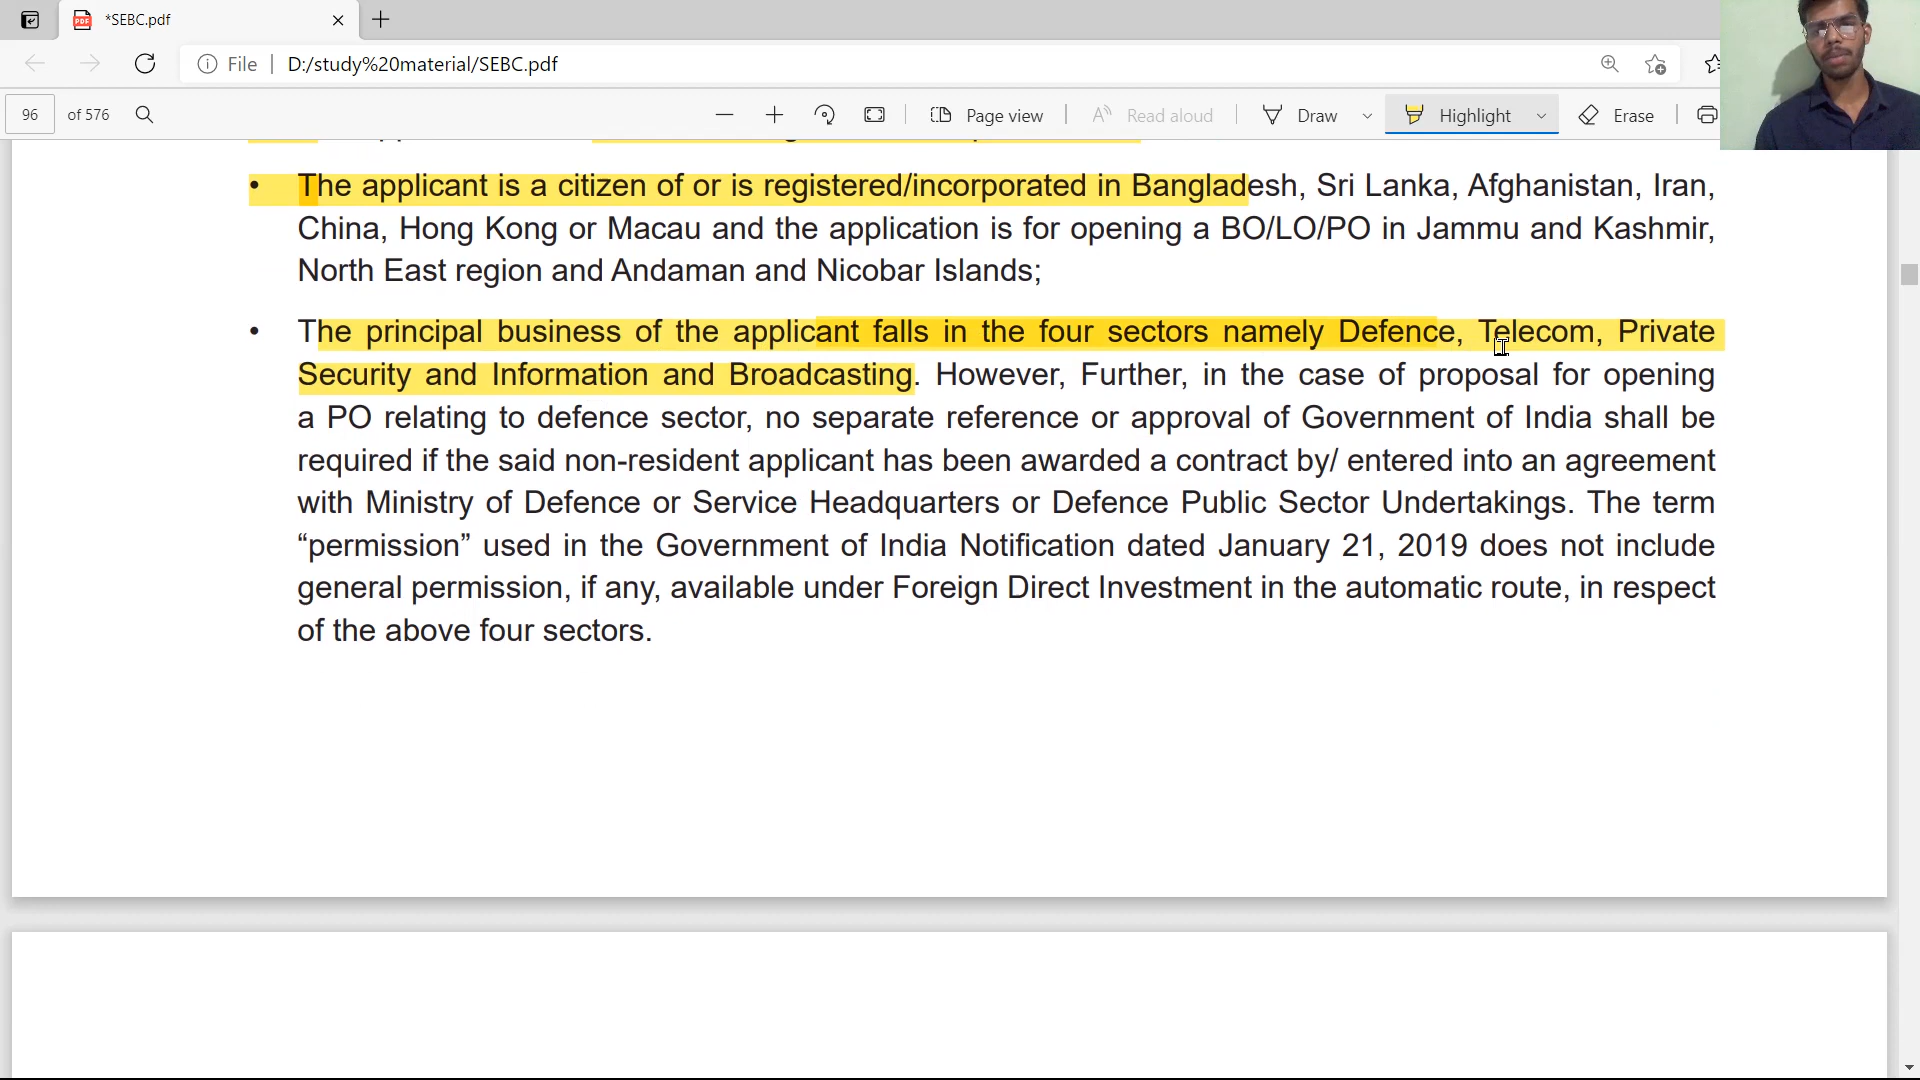 *SEBC.pdf
File
D:/study%20material/SEBC.pdf
96 of 576
Page view
Read aloud
Draw
Highlight
Erase
• The applicant is a citizen of or is registered/incorporated in Bangladesh, Sri Lanka, Afghanistan, Iran,
China, Hong Kong or Macau and the application is for opening a BO/LO/PO in Jammu and Kashmir,
North East region and Andaman and Nicobar Islands;
• The principal business of the applicant falls in the four sectors namely Defence, Telecom, Private
Security and Information and Broadcasting. However, Further, in the case of proposal for opening
a PO relating to defence sector, no separate reference or approval of Government of India shall be
required if the said non-resident applicant has been awarded a contract by/ entered into an agreement
with Ministry of Defence or Service Headquarters or Defence Public Sector Undertakings. The term
“permission” used in the Government of India Notification dated January 21, 2019 does not include
general permission, if any, available under Foreign Direct Investment in the automatic route, in respect
of the above four sectors.